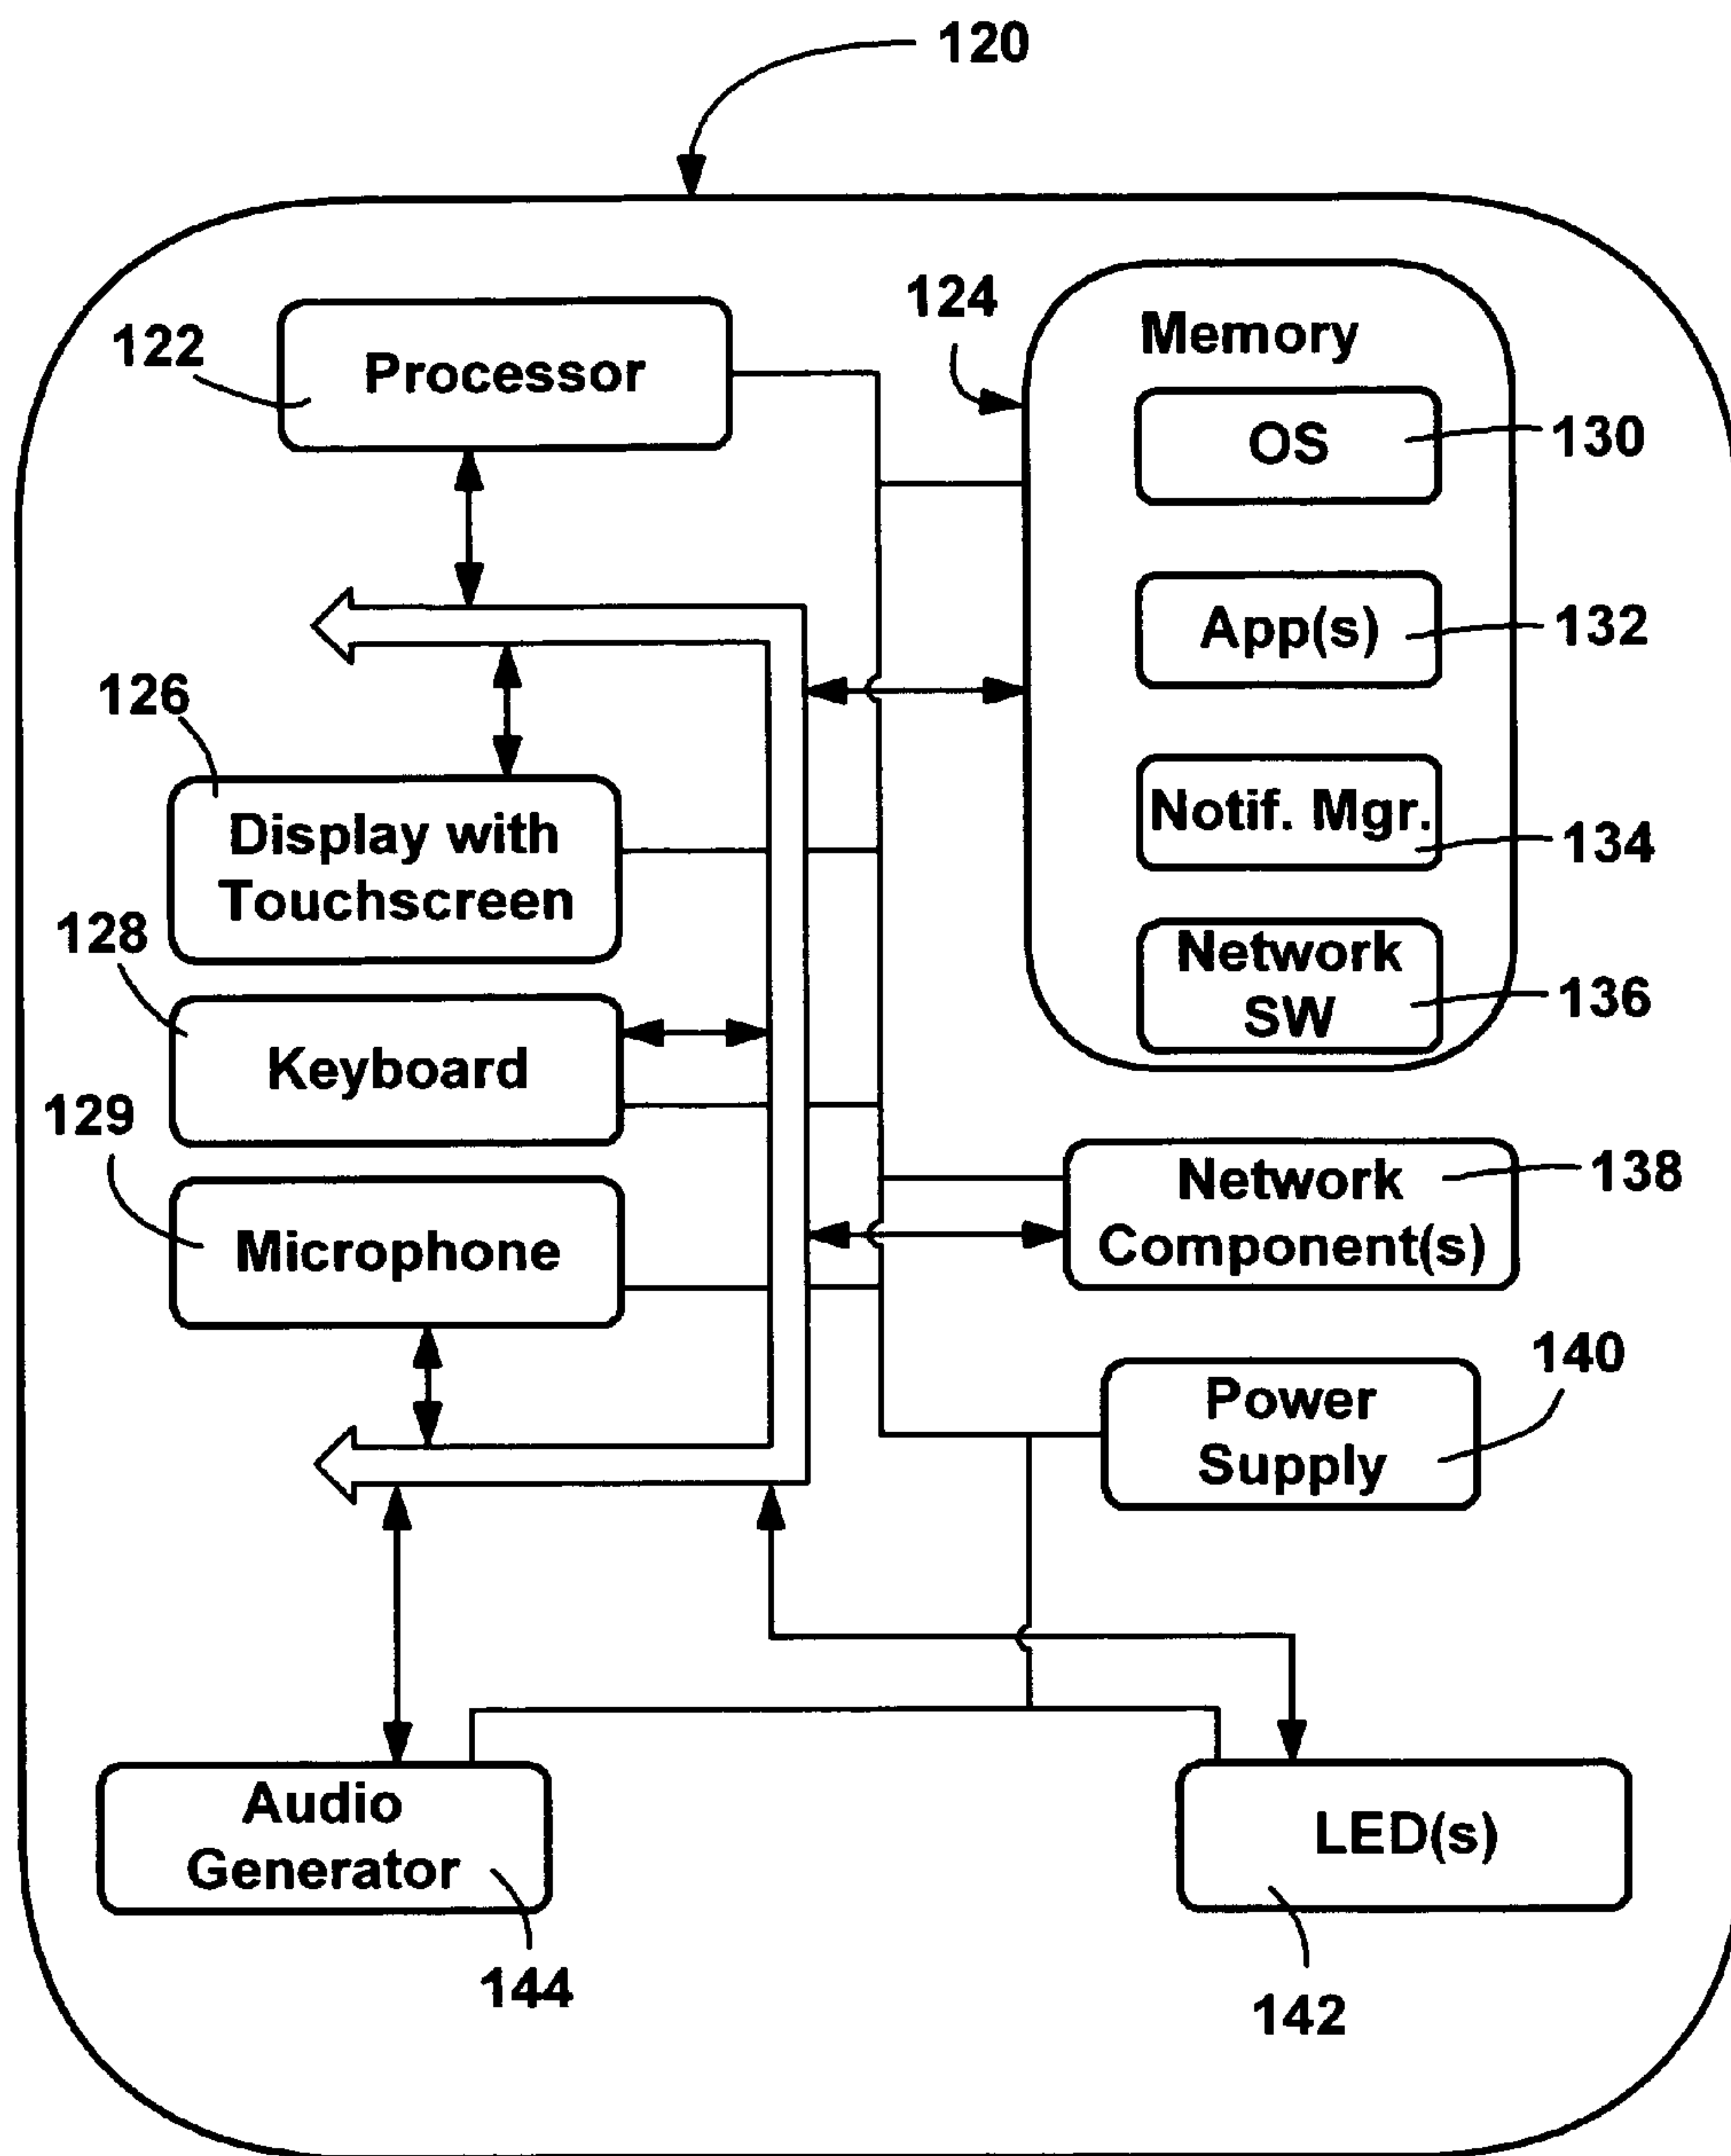 120
124
Memory
122
Processor
OS
130
App(s)
132
126
Display with
Touchscreen
Notif. Mgr.
134
128
Network
SW
136
Keyboard
129
Microphone
Network
Component(s)
138
140
Power
Supply
Audio
Generator
LED(s)
144
142